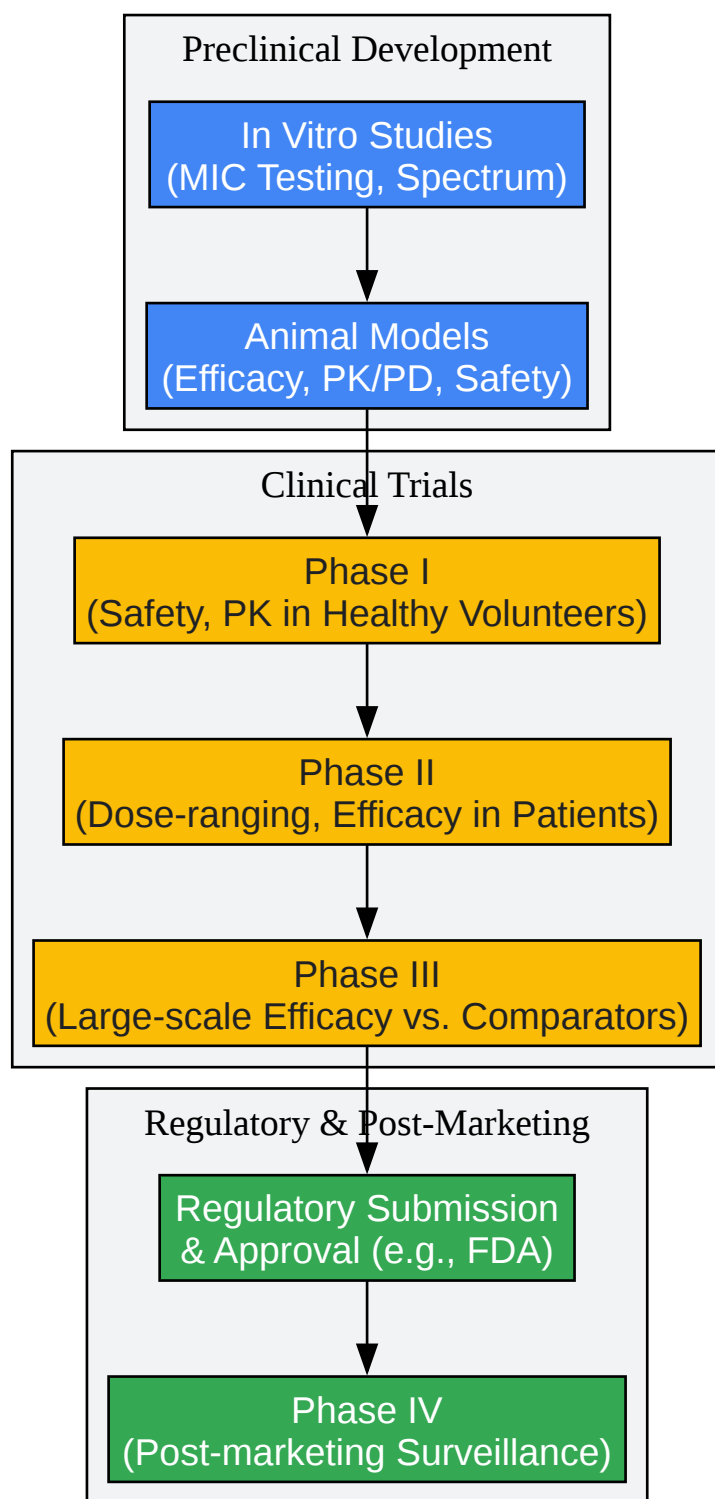 Preclinical Development
In Vitro Studies
(MIC Testing, Spectrum)
Animal Models
(Efficacy, PK/PD, Safety)
Clinical Trials
Phase I
(Safety, PK in Healthy Volunteers)
Phase II
(Dose-ranging, Efficacy in Patients)
Phase III
(Large-scale Efficacy vs. Comparators)
Regulatory & Post-Marketing
Regulatory Submission
& Approval (e.g., FDA)
Phase IV
(Post-marketing Surveillance)